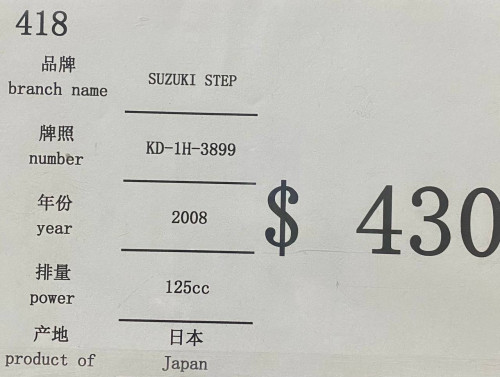 418
品牌
branch name
SUZUKI STEP
牌照
number
KD-1H-3899
年份
year
2008
$ 430
排量
power
125cc
产地
product of
日本
Japan